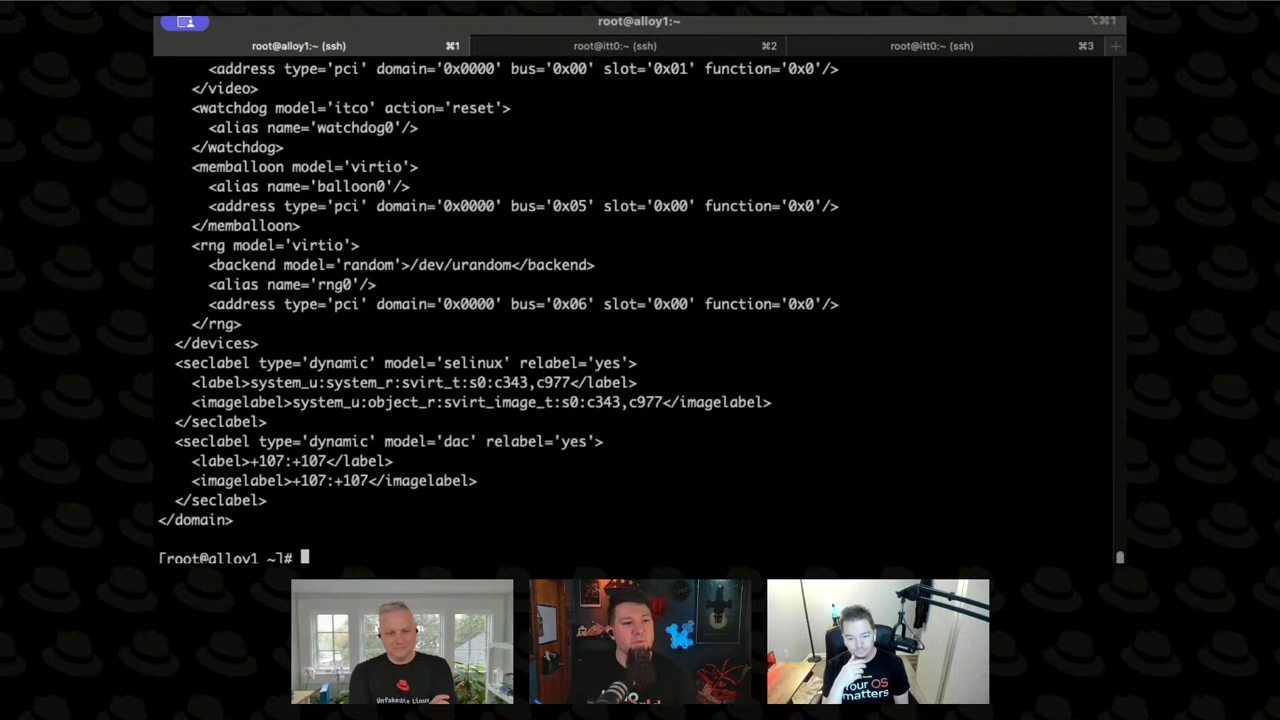 root@alloy1:~
⌥⌘1
root@alloy1:~ (ssh) ⌘1 root@itt0:~ (ssh) ⌘2 root@itt0:~ (ssh) ⌘3 +
<address type='pci' domain='0x0000' bus='0x00' slot='0x01' function='0x0'/>
</video>
<watchdog model='itco' action='reset'>
<alias name='watchdog0'/>
</watchdog>
<memballoon model='virtio'>
<alias name='balloon0'/>
<address type='pci' domain='0x0000' bus='0x05' slot='0x00' function='0x0'/>
</memballoon>
<rng model='virtio'>
<backend model='random'>/dev/urandom</backend>
<alias name='rng0'/>
<address type='pci' domain='0x0000' bus='0x06' slot='0x00' function='0x0'/>
</rng>
</devices>
<seclabel type='dynamic' model='selinux' relabel='yes'>
<label>system_u:system_r:svirt_t:s0:c343,c977</label>
<imagelabel>system_u:object_r:svirt_image_t:s0:c343,c977</imagelabel>
</seclabel>
<seclabel type='dynamic' model='dac' relabel='yes'>
<label>+107:+107</label>
<imagelabel>+107:+107</imagelabel>
</seclabel>
</domain>
[root@alloy1 ~]#
Unfakeable Linux
Your OS
matters